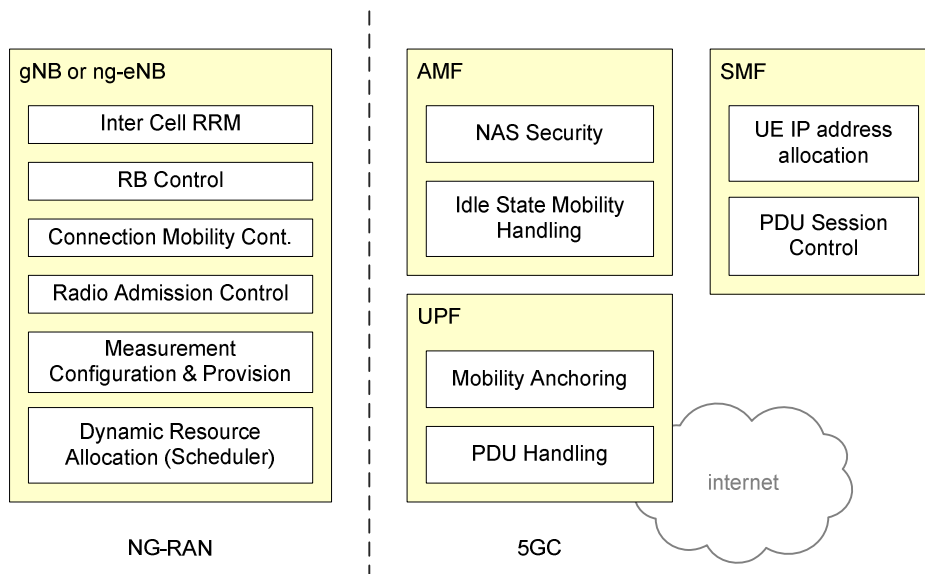 gNB or ng-eNB
Inter Cell RRM
RB Control
Connection Mobility Cont.
Radio Admission Control
Measurement
Configuration & Provision
Dynamic Resource
Allocation (Scheduler)
NG-RAN
AMF
NAS Security
Idle State Mobility
Handling
SMF
UE IP address
allocation
PDU Session
Control
UPF
Mobility Anchoring
PDU Handling
internet
5GC